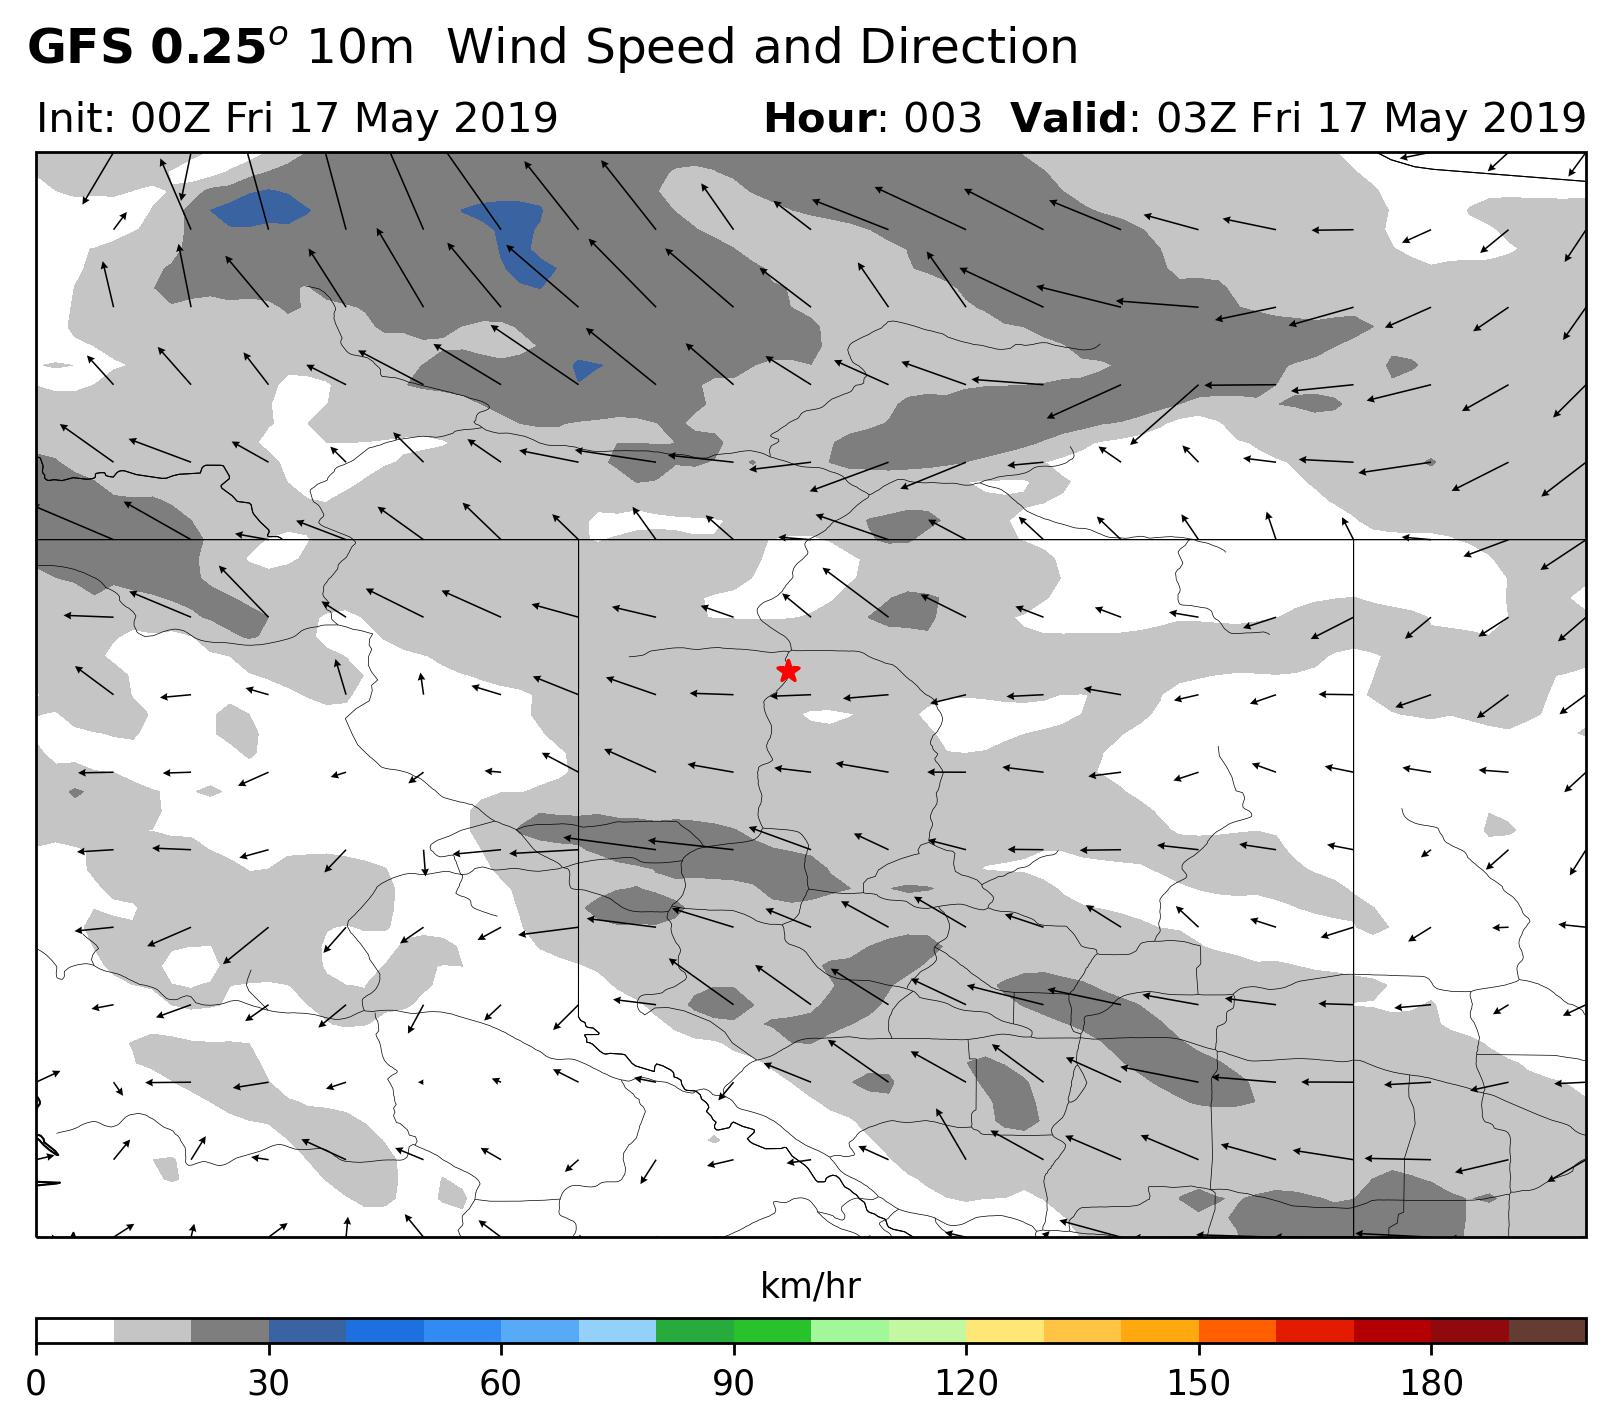 GFS 0.25° 10m Wind Speed and Direction
Init: 00Z Fri 17 May 2019 Hour: 003 Valid: 03Z Fri 17 May 2019
km/hr
0 30 60 90 120 150 180